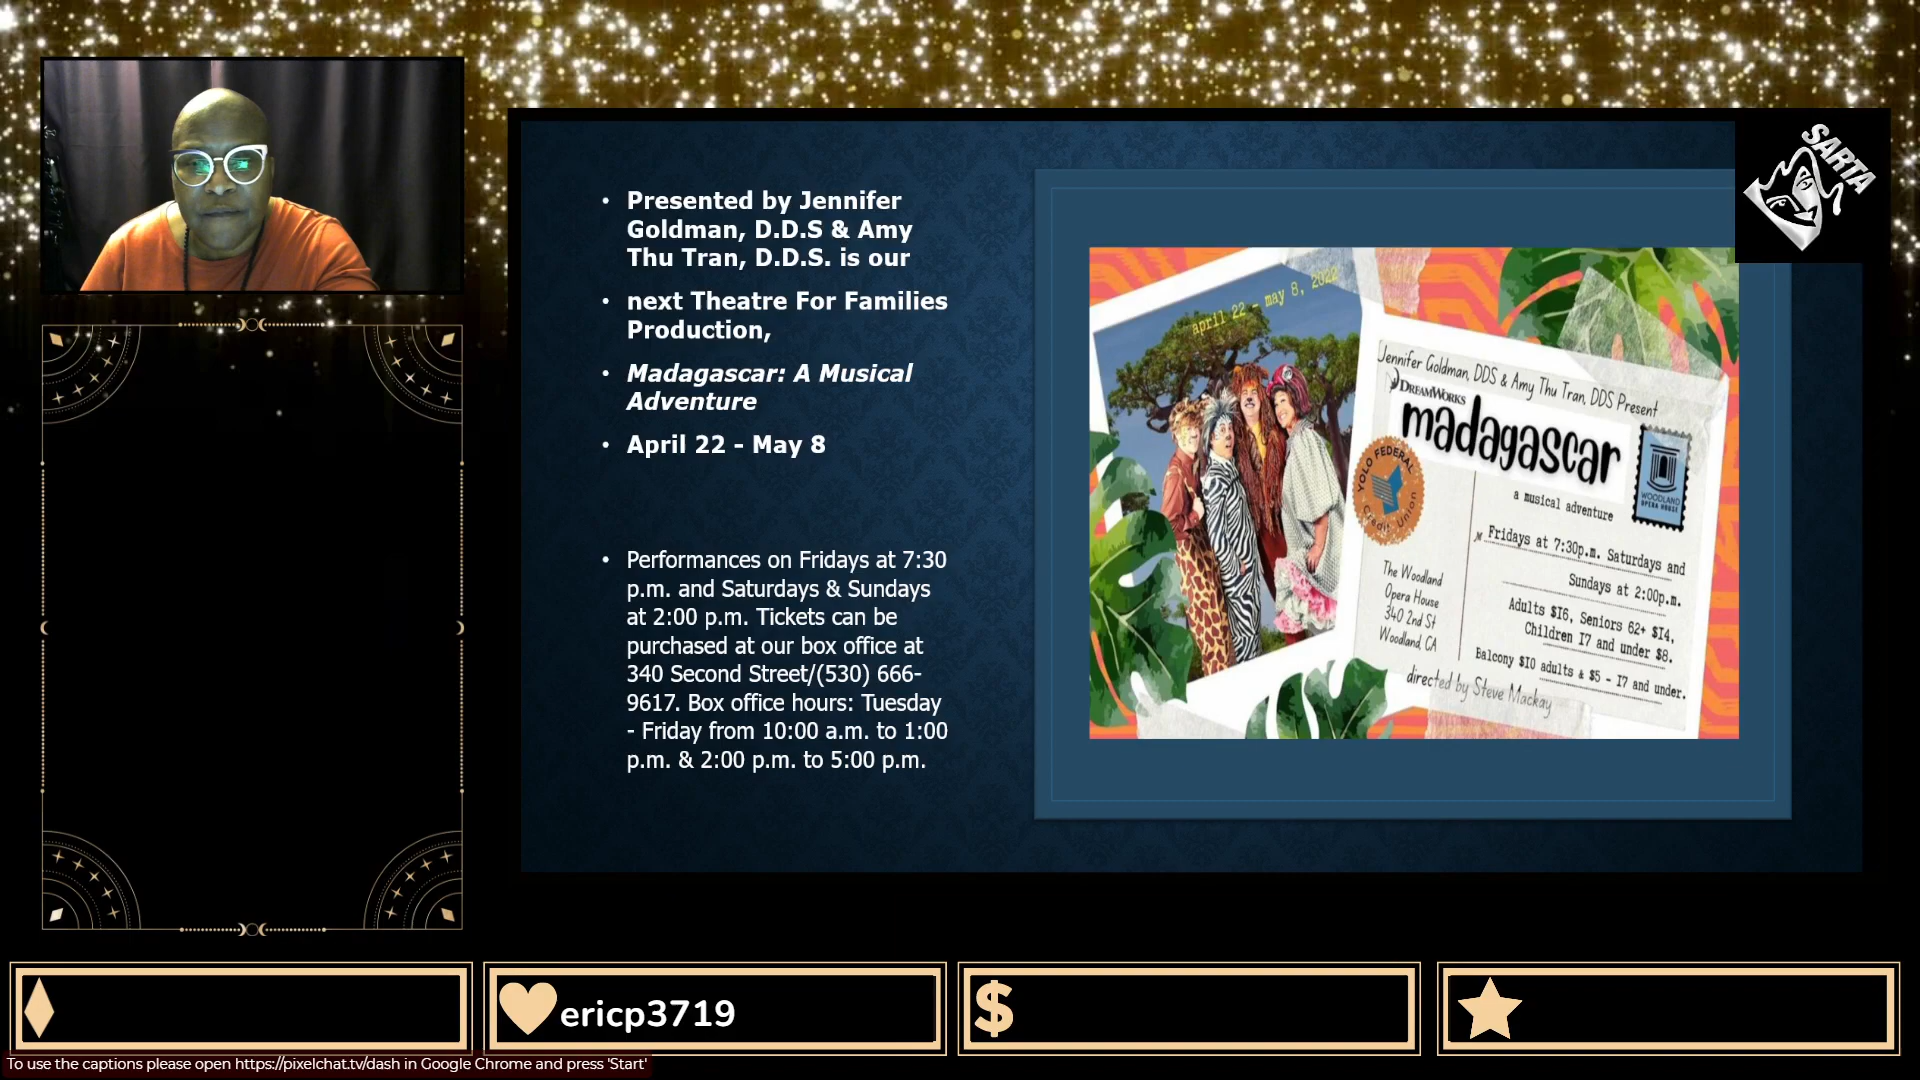 SARTA
• Presented by Jennifer
Goldman, D.D.S & Amy
Thu Tran, D.D.S. is our
• next Theatre For Families
Production,
• Madagascar: A Musical
Adventure
• April 22 - May 8
• Performances on Fridays at 7:30
p.m. and Saturdays & Sundays
at 2:00 p.m. Tickets can be
purchased at our box office at
340 Second Street/(530) 666-
9617. Box office hours: Tuesday
- Friday from 10:00 a.m. to 1:00
p.m. & 2:00 p.m. to 5:00 p.m.
april 22 - may 8, 2022
Jennifer Goldman, DDS & Amy Thu Tran, DDS Present
DREAMWORKS
madagascar
a musical adventure
YOLO FEDERAL
Credit Union
WOODLAND
OPERA HOUSE
Fridays at 7:30p.m. Saturdays and
Sundays at 2:00p.m.
The Woodland
Opera House
340 2nd St
Woodland, CA
Adults $16, Seniors 62+ $14,
Children 17 and under $8.
Balcony $10 adults & $5 - 17 and under.
directed by Steve Mackay
ericp3719
$
To use the captions please open https://pixelchat.tv/dash in Google Chrome and press 'Start'